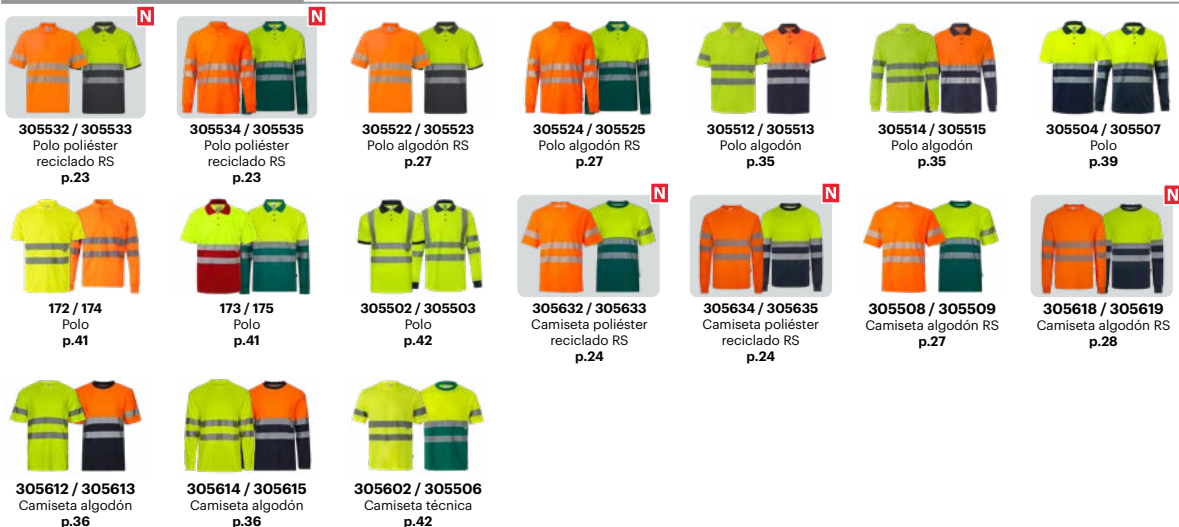 N
305532 / 305533
Polo poliéster
reciclado RS
p.23
N
305534 / 305535
Polo poliéster
reciclado RS
p.23
305522 / 305523
Polo algodón RS
p.27
305524 / 305525
Polo algodón RS
p.27
305512 / 305513
Polo algodón
p.35
305514 / 305515
Polo algodón
p.35
305504 / 305507
Polo
p.39
172 / 174
Polo
p.41
173 / 175
Polo
p.41
305502 / 305503
Polo
p.42
N
305632 / 305633
Camiseta poliéster
reciclado RS
p.24
N
305634 / 305635
Camiseta poliéster
reciclado RS
p.24
305508 / 305509
Camiseta algodón RS
p.27
N
305618 / 305619
Camiseta algodón RS
p.28
305612 / 305613
Camiseta algodón
p.36
305614 / 305615
Camiseta algodón
p.36
305602 / 305506
Camiseta técnica
p.42